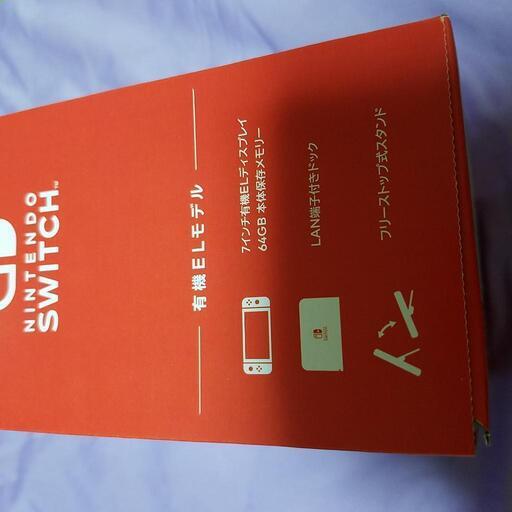 NINTENDO
SWITCH™
有機ELモデル
7インチ有機ELディスプレイ
64GB 本体保存メモリー
LAN端子付きドック
フリーストップ式スタンド